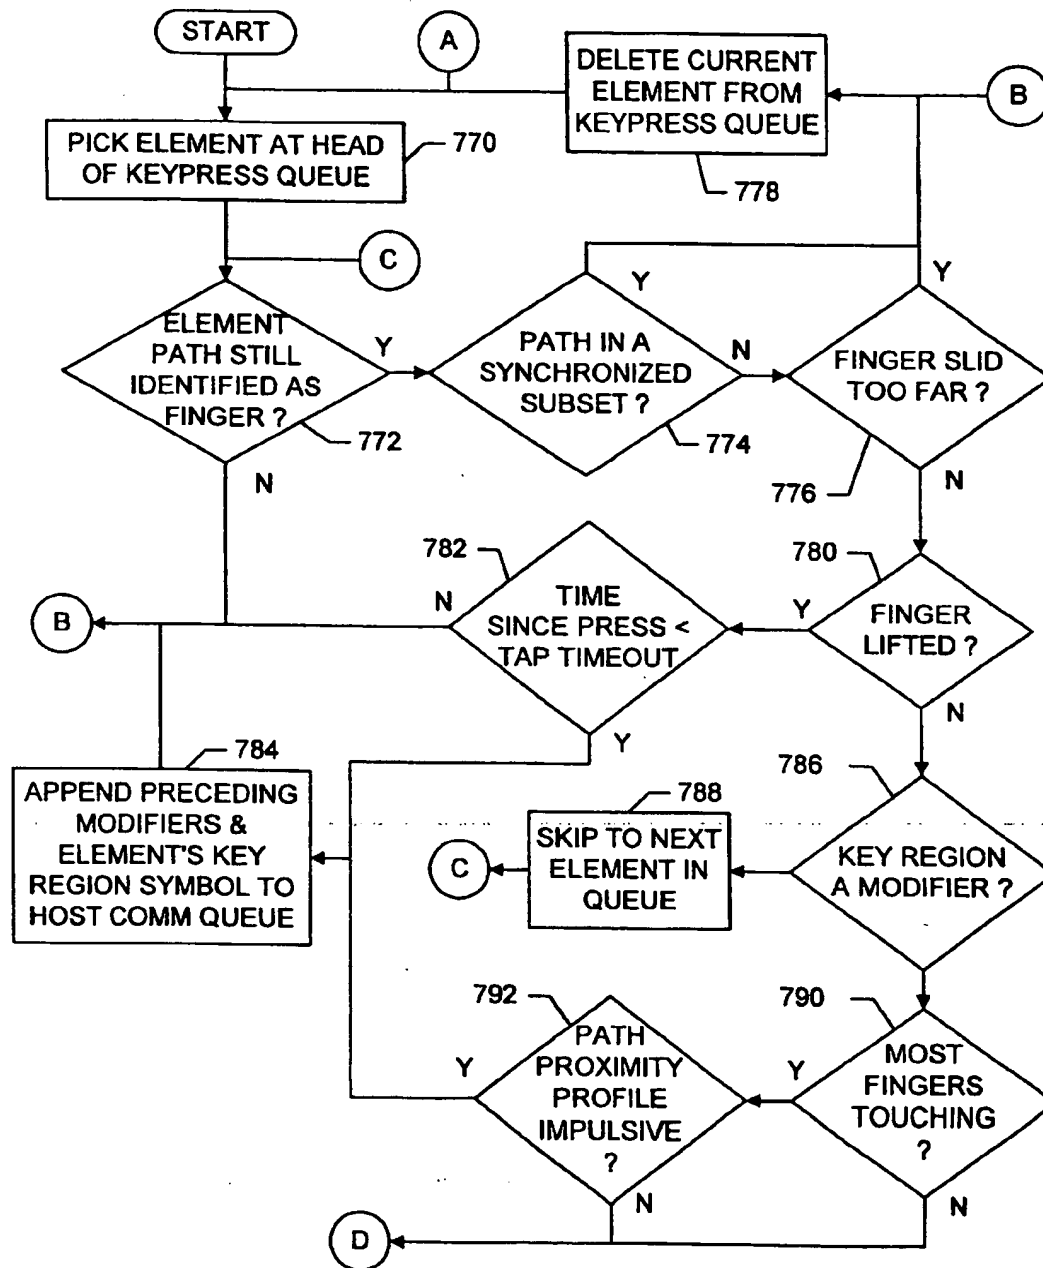 START
A
DELETE CURRENT
ELEMENT FROM
KEYPRESS QUEUE
B
PICK ELEMENT AT HEAD
OF KEYPRESS QUEUE
770
778
C
ELEMENT
PATH STILL
IDENTIFIED AS
FINGER ?
Y
772
N
PATH IN A
SYNCHRONIZED
SUBSET ?
Y
N
774
FINGER SLID
TOO FAR ?
Y
776
N
782
TIME
SINCE PRESS <
TAP TIMEOUT
N
Y
780
FINGER
LIFTED ?
Y
N
B
784
APPEND PRECEDING
MODIFIERS &
ELEMENT'S KEY
REGION SYMBOL TO
HOST COMM QUEUE
786
KEY REGION
A MODIFIER ?
788
SKIP TO NEXT
ELEMENT IN
QUEUE
C
792
PATH
PROXIMITY
PROFILE
IMPULSIVE
?
Y
N
790
MOST
FINGERS
TOUCHING
?
Y
N
D